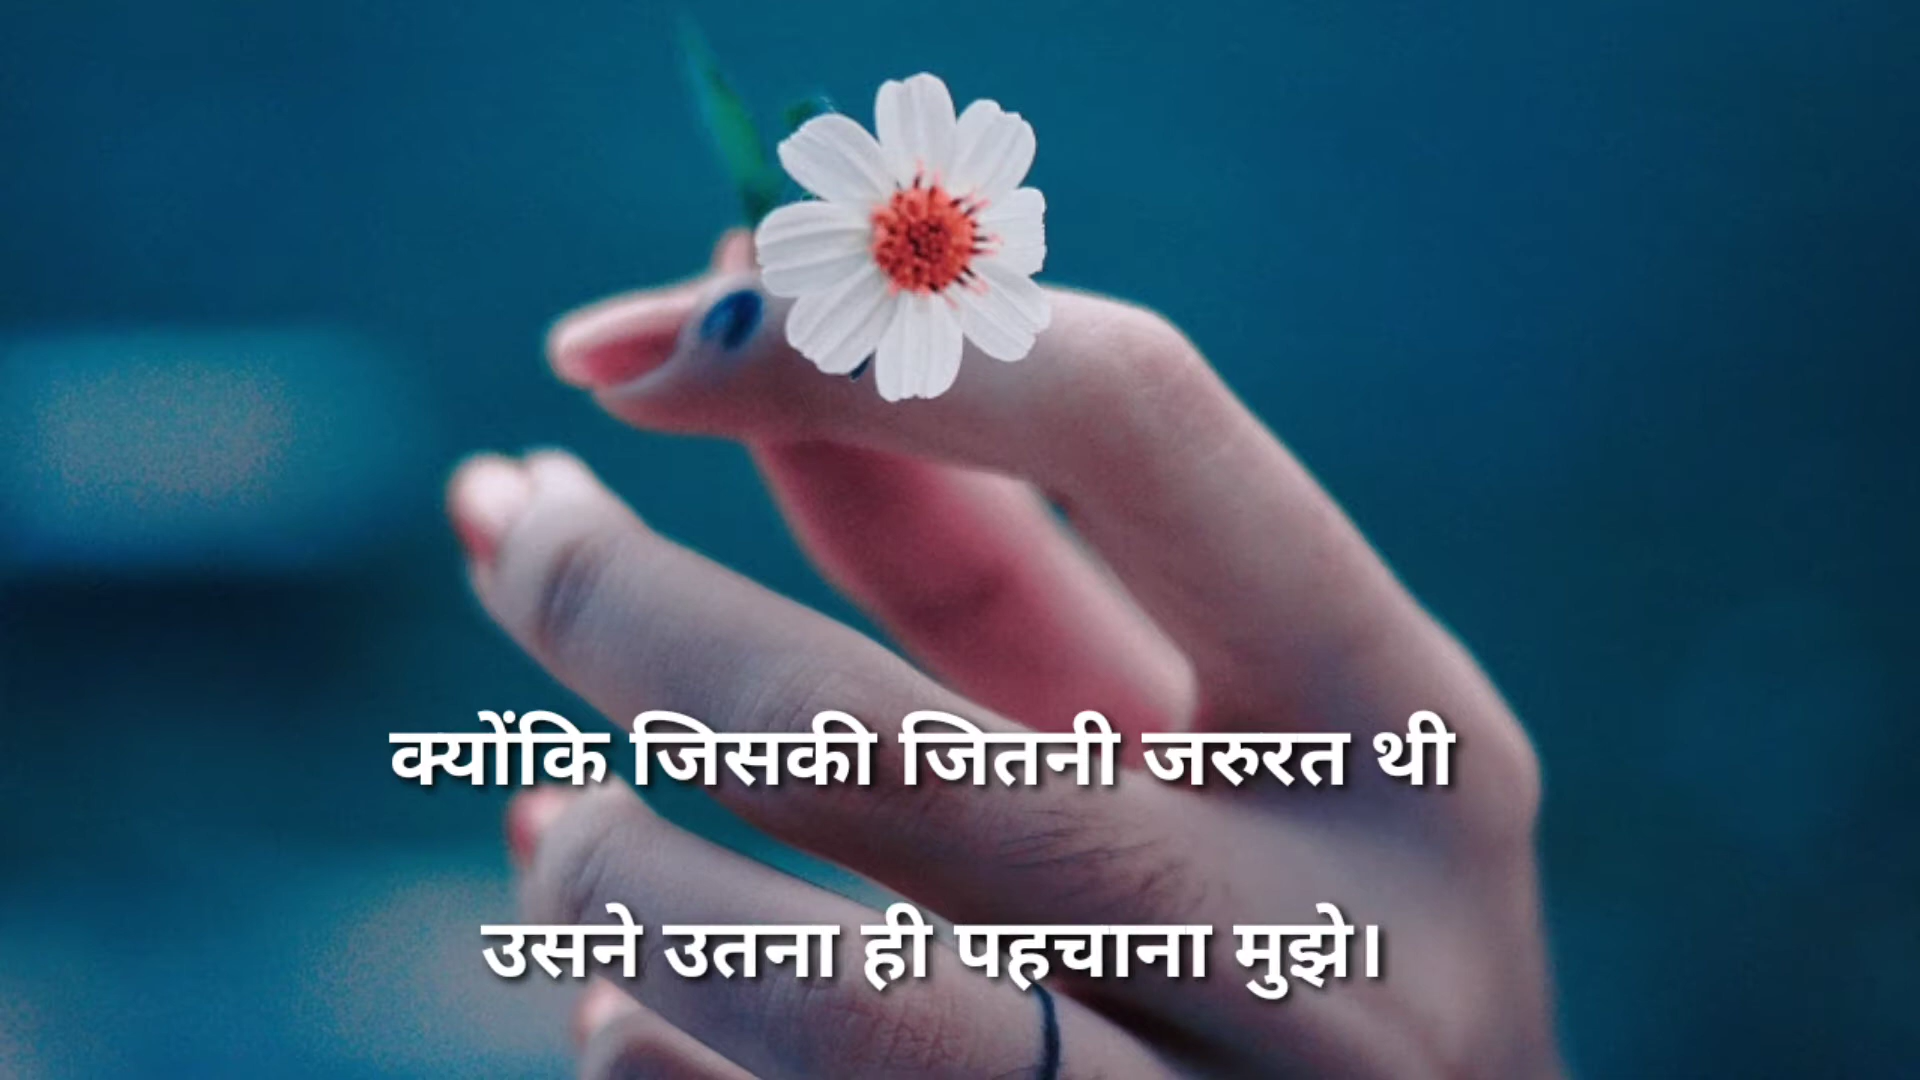 क्योंकि जिसकी जितनी जरुरत थी
उसने उतना ही पहचाना मुझे।